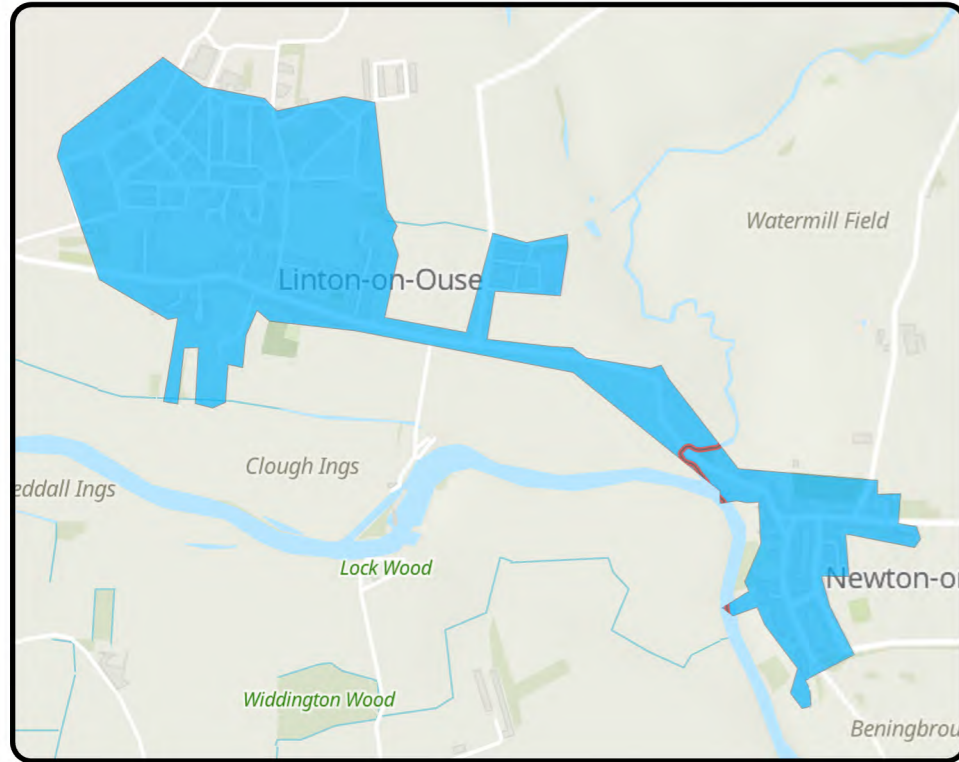 Watermill Field
Linton-on-Ouse
Clough Ings
eddall Ings
Lock Wood
Newton-o
Widdington Wood
Beningbrou